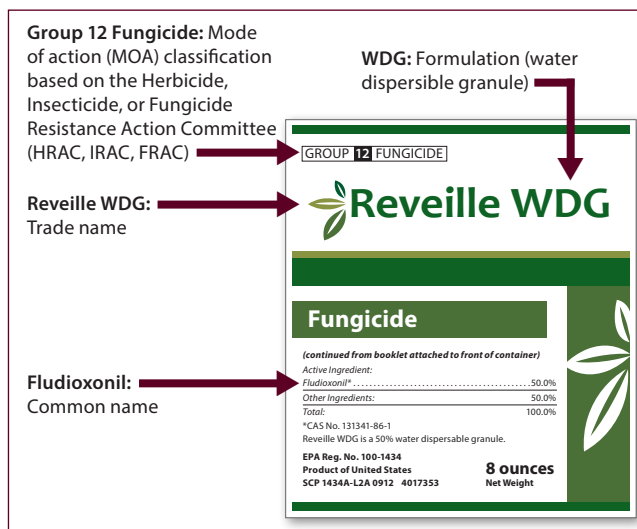 Group 12 Fungicide: Mode
of action (MOA) classification
based on the Herbicide,
Insecticide, or Fungicide
Resistance Action Committee
(HRAC, IRAC, FRAC)
WDG: Formulation (water
dispersible granule)
GROUP 12 FUNGICIDE
Reveille WDG:
Trade name
Reveille WDG
Fungicide
(continued from booklet attached to front of container)
Active Ingredient:
Fludioxonil* ........................................50.0%
Other Ingredients: 50.0%
Total: 100.0%
*CAS No. 131341-86-1
Reveille WDG is a 50% water dispersable granule.
Fludioxonil:
Common name
EPA Reg. No. 100-1434
Product of United States
SCP 1434A-L2A 0912 4017353
8 ounces
Net Weight